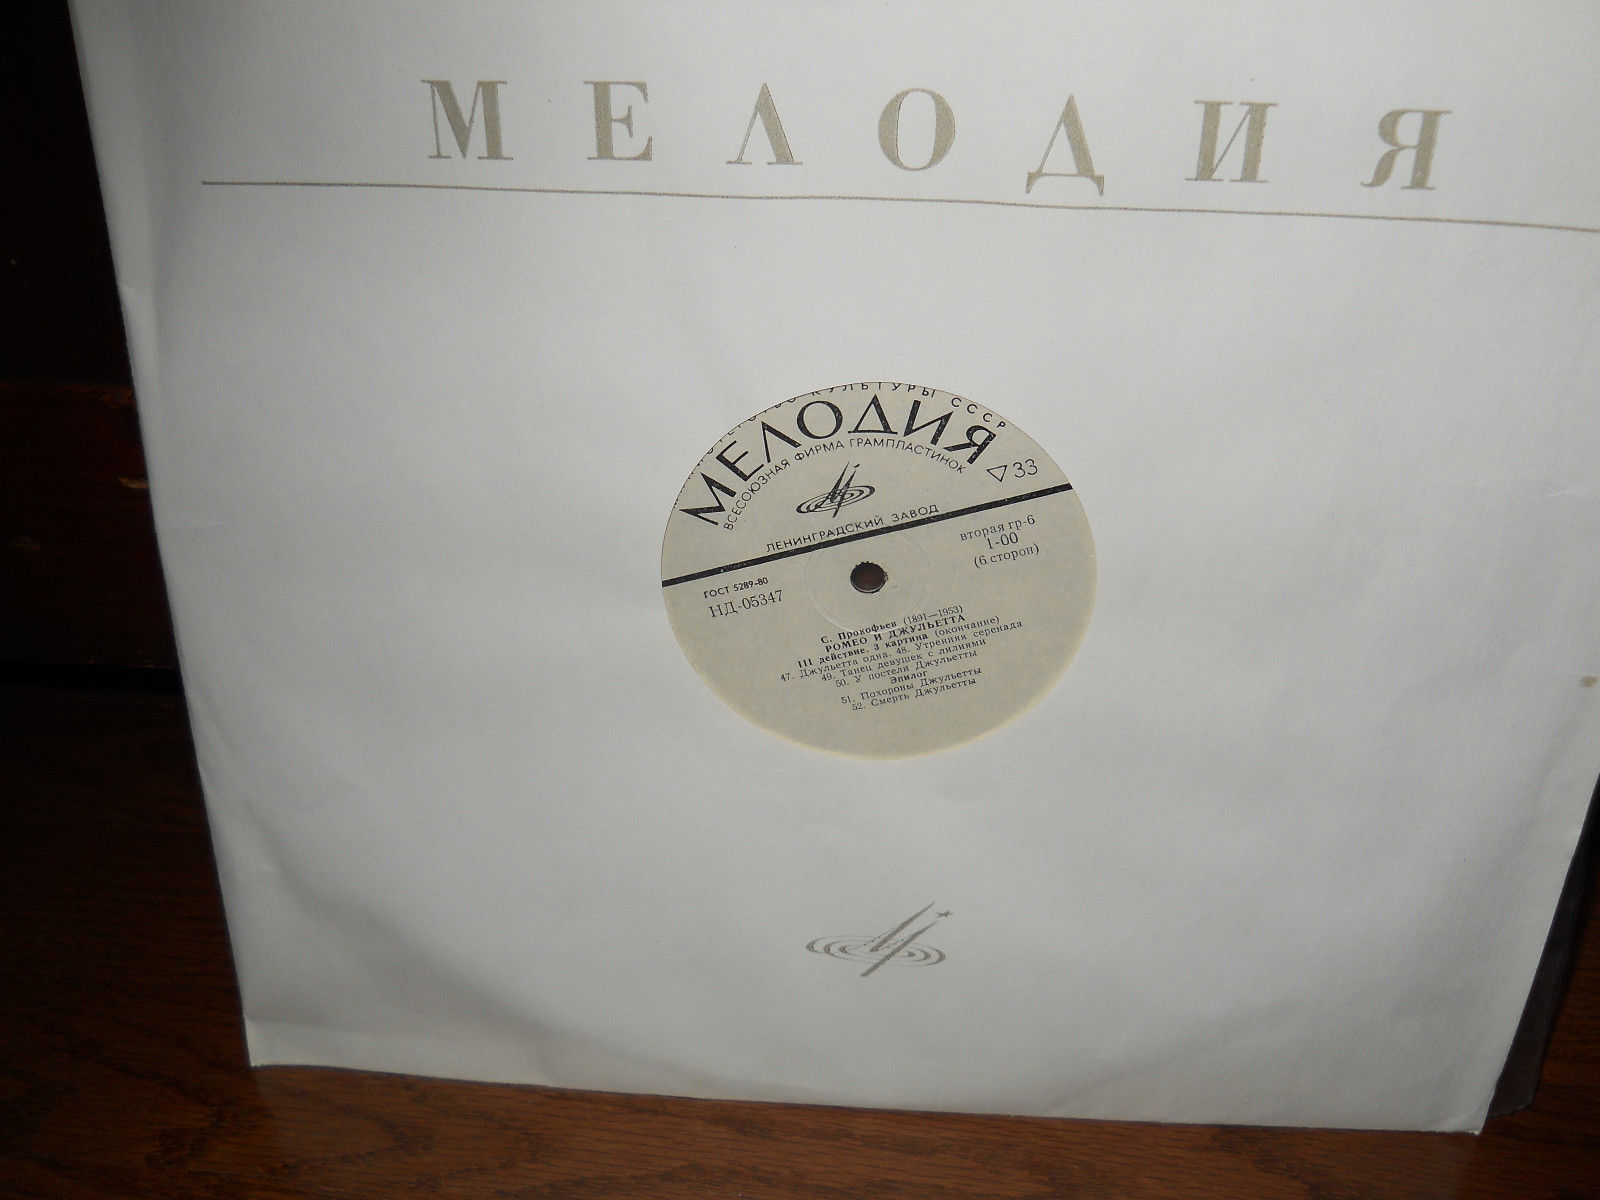 МЕЛОДИЯ
КУЛЬТУРЫ СССР
МЕЛОДИЯ
ВСЕСОЮЗНАЯ ФИРМА ГРАМПЛАСТИНОК
▽33
ЛЕНИНГРАДСКИЙ ЗАВОД
ГОСТ 5289-80
НД-05347
вторая гр-6
1-00
(6 сторон)
С. Прокофьев (1891—1953)
РОМЕО И ДЖУЛЬЕТТА
III действие. 3 картина (окончание)
47. Джульетта одна. 48. Утренняя серенада
49. Танец девушек с лилиями
50. У постели Джульетты
Эпилог
51. Похороны Джульетты
52. Смерть Джульетты